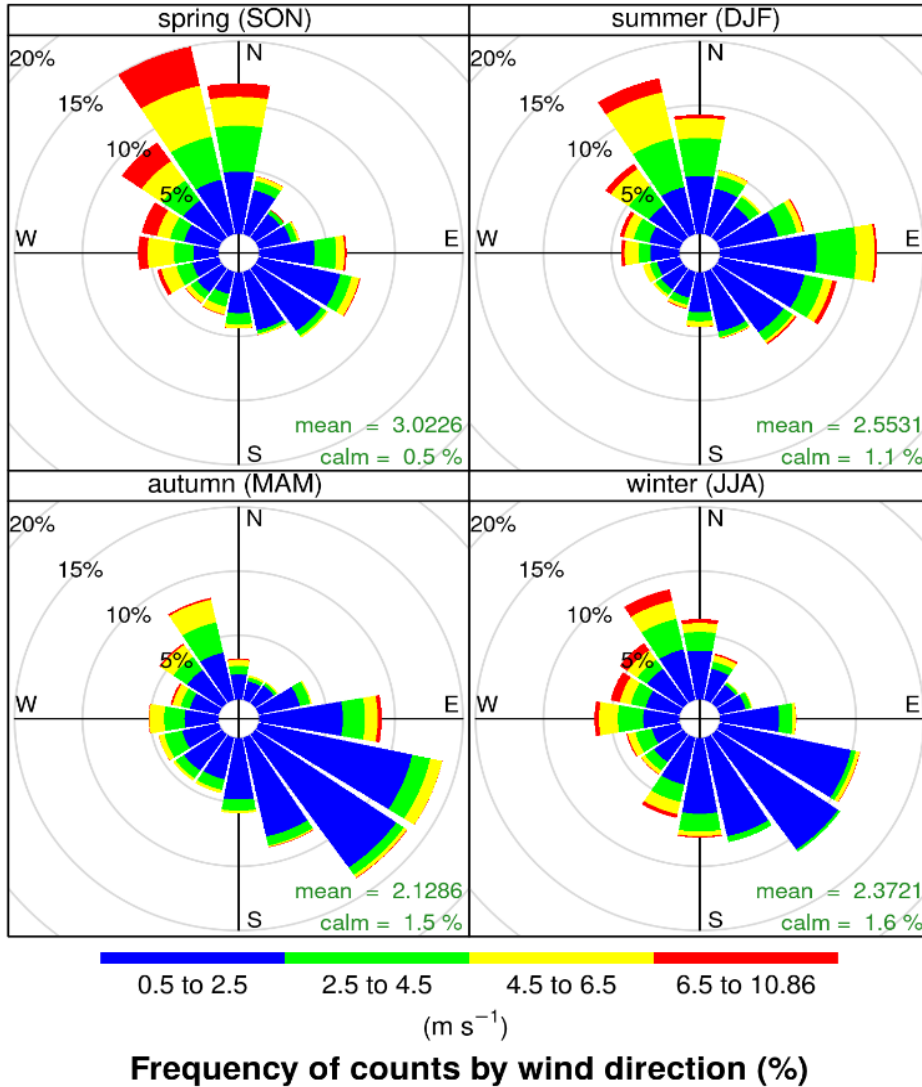 spring (SON)
20%
N
15%
10%
5%
W
E
S
mean = 3.0226
calm = 0.5 %
summer (DJF)
20%
N
15%
10%
5%
W
E
S
mean = 2.5531
calm = 1.1 %
autumn (MAM)
20%
N
15%
10%
5%
W
E
S
mean = 2.1286
calm = 1.5 %
winter (JJA)
20%
N
15%
10%
5%
W
E
S
mean = 2.3721
calm = 1.6 %
0.5 to 2.5
2.5 to 4.5
4.5 to 6.5
6.5 to 10.86
(m s⁻¹)
Frequency of counts by wind direction (%)